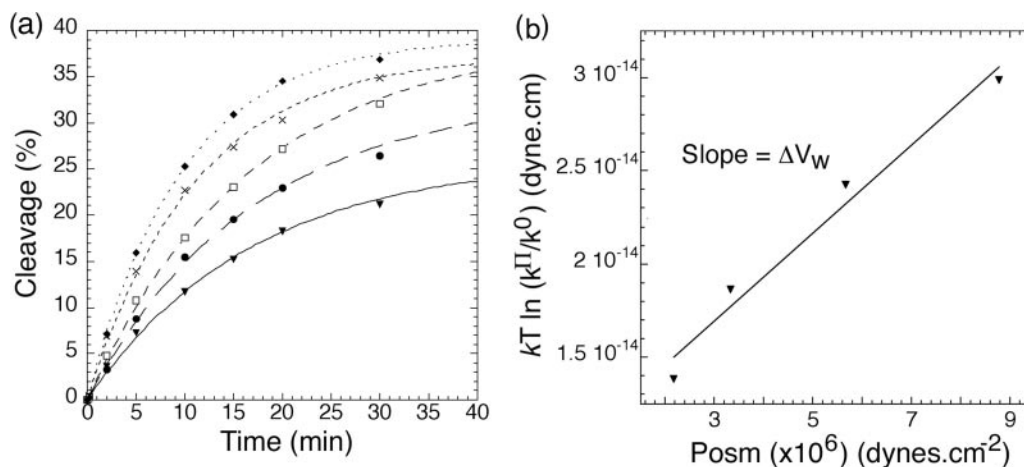 (a)
40
35
30
25
20
15
10
5
0
Cleavage (%)
0 5 10 15 20 25 30 35 40
Time (min)
(b)
3 10⁻¹⁴
2.5 10⁻¹⁴
2 10⁻¹⁴
1.5 10⁻¹⁴
kT ln (kᴨ/k⁰) (dyne.cm)
Slope = ΔVw
3 5 7 9
Posm (x10⁶) (dynes.cm⁻²)